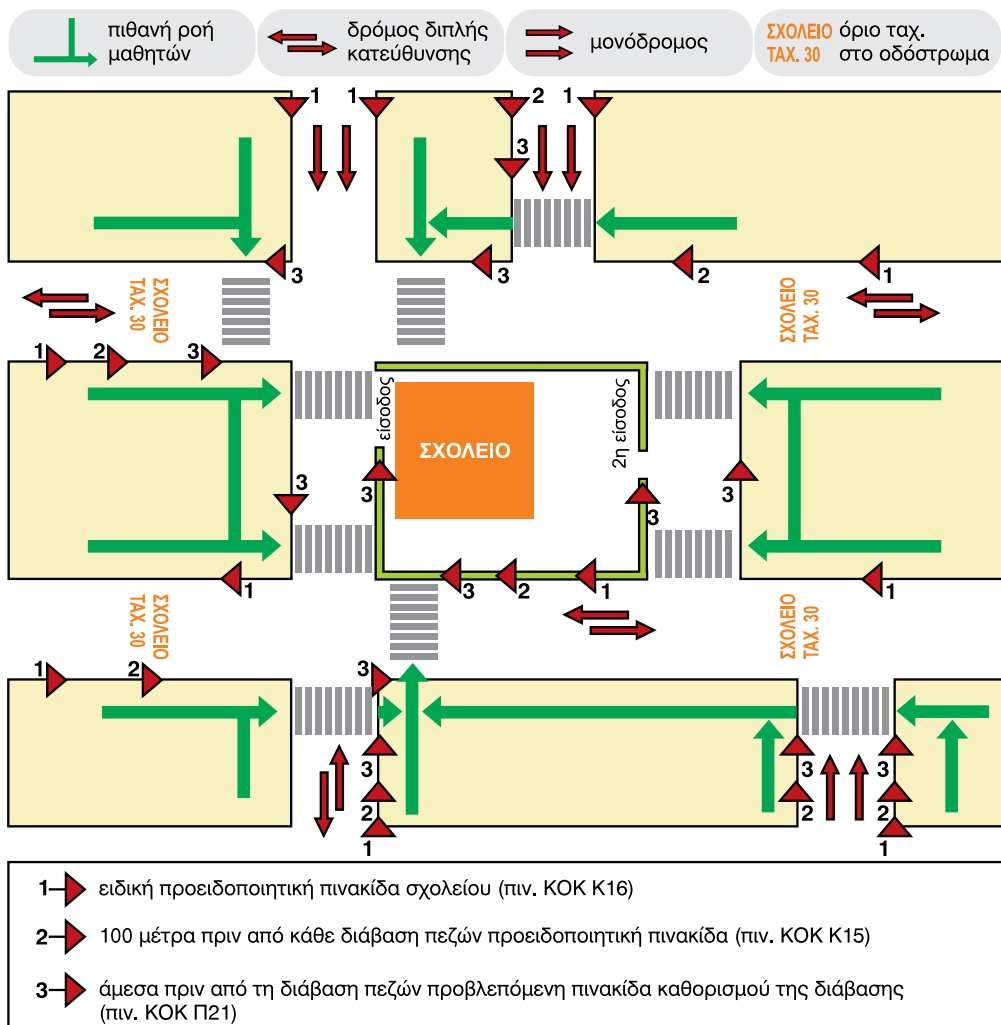 πιθανή ροή
μαθητών
δρόμος διπλής
κατεύθυνσης
μονόδρομος
ΣΧΟΛΕΙΟ όριο ταχ.
ΤΑΧ. 30 στο οδόστρωμα
1 1 2 1
3
3 3 2 1
ΣΧΟΛΕΙΟ
ΤΑΧ. 30
ΣΧΟΛΕΙΟ
ΤΑΧ. 30
1 2 3
είσοδος
ΣΧΟΛΕΙΟ
2η είσοδος
3 3 3 3
1 3 2 1 1
ΣΧΟΛΕΙΟ
ΤΑΧ. 30
ΣΧΟΛΕΙΟ
ΤΑΧ. 30
1 2 3
3 3 3
2 2 2
1 1
1 ειδική προειδοποιητική πινακίδα σχολείου (πιν. ΚΟΚ Κ16)
2 100 μέτρα πριν από κάθε διάβαση πεζών προειδοποιητική πινακίδα (πιν. ΚΟΚ Κ15)
3 άμεσα πριν από τη διάβαση πεζών προβλεπόμενη πινακίδα καθορισμού της διάβασης
(πιν. ΚΟΚ Π21)